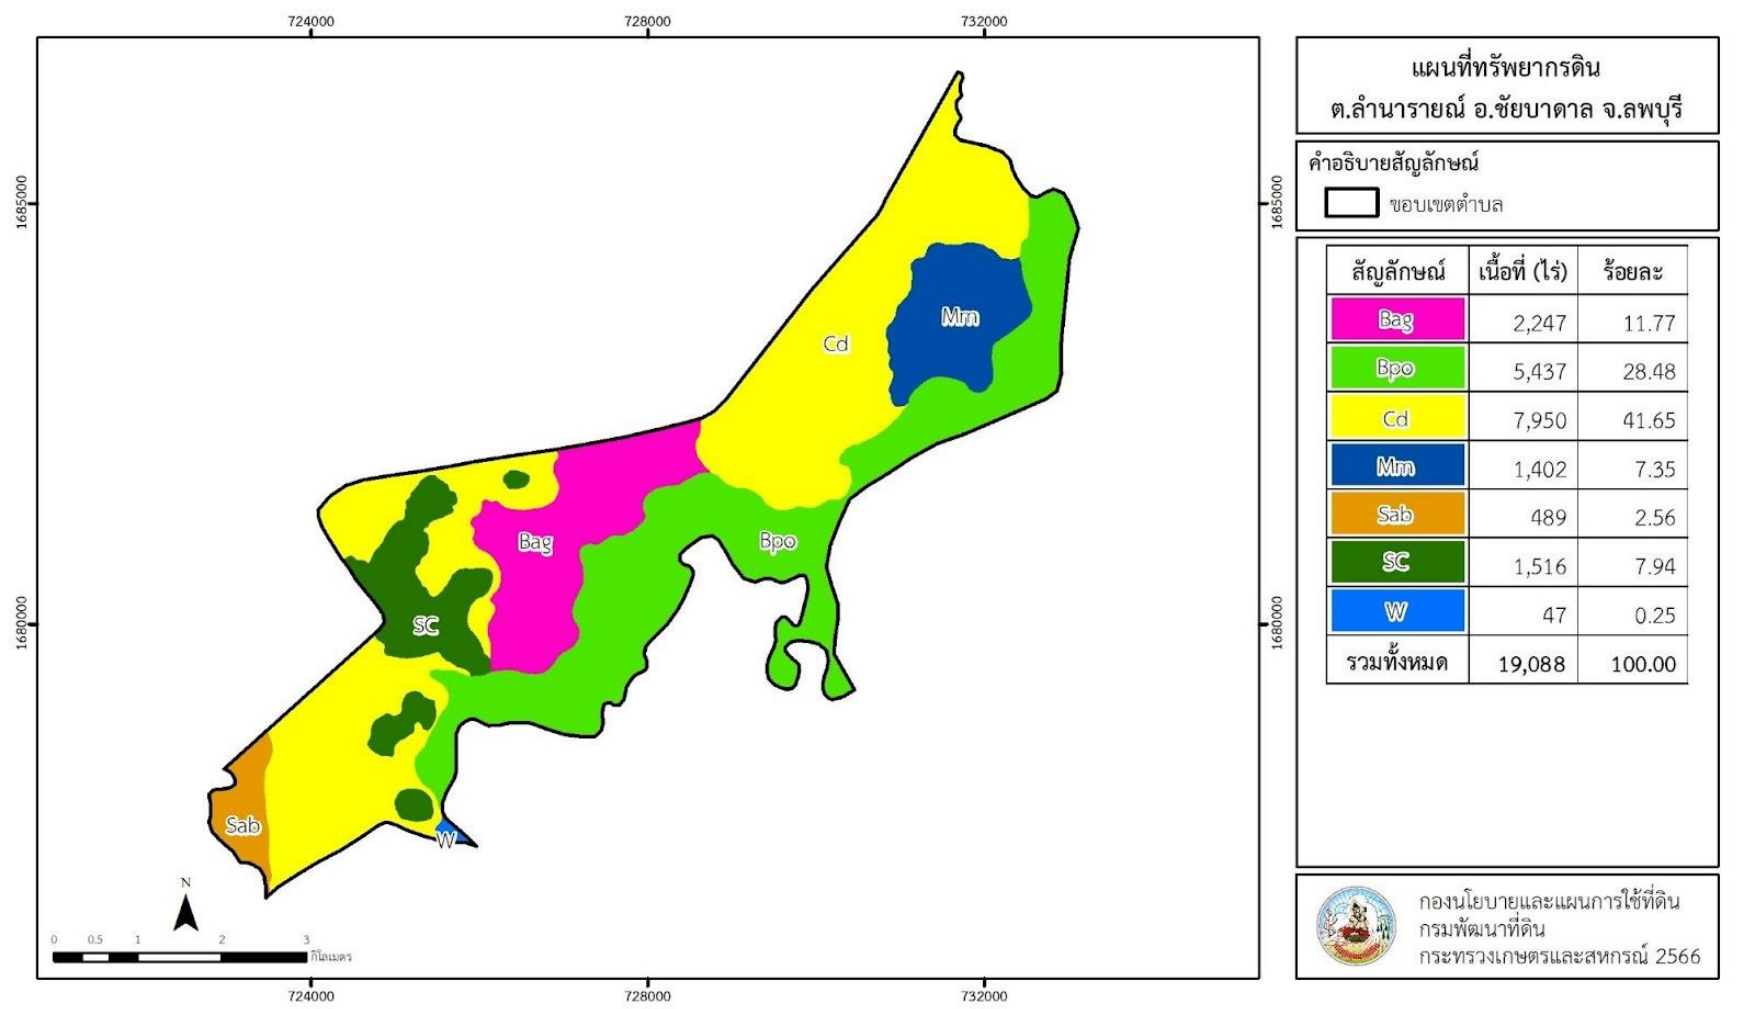 724000 728000 732000
1685000 1685000
1680000 1680000
Mm
Cd
Bag
Bpo
SC
Sab
W
N
0 0.5 1 2 3
กิโลเมตร
724000 728000 732000
แผนที่ทรัพยากรดิน
ต.ลำนารายณ์ อ.ชัยบาดาล จ.ลพบุรี
คำอธิบายสัญลักษณ์
ขอบเขตตำบล
สัญลักษณ์ เนื้อที่ (ไร่) ร้อยละ
Bag 2,247 11.77
Bpo 5,437 28.48
Cd 7,950 41.65
Mm 1,402 7.35
Sab 489 2.56
SC 1,516 7.94
W 47 0.25
รวมทั้งหมด 19,088 100.00
กองนโยบายและแผนการใช้ที่ดิน
กรมพัฒนาที่ดิน
กระทรวงเกษตรและสหกรณ์ 2566